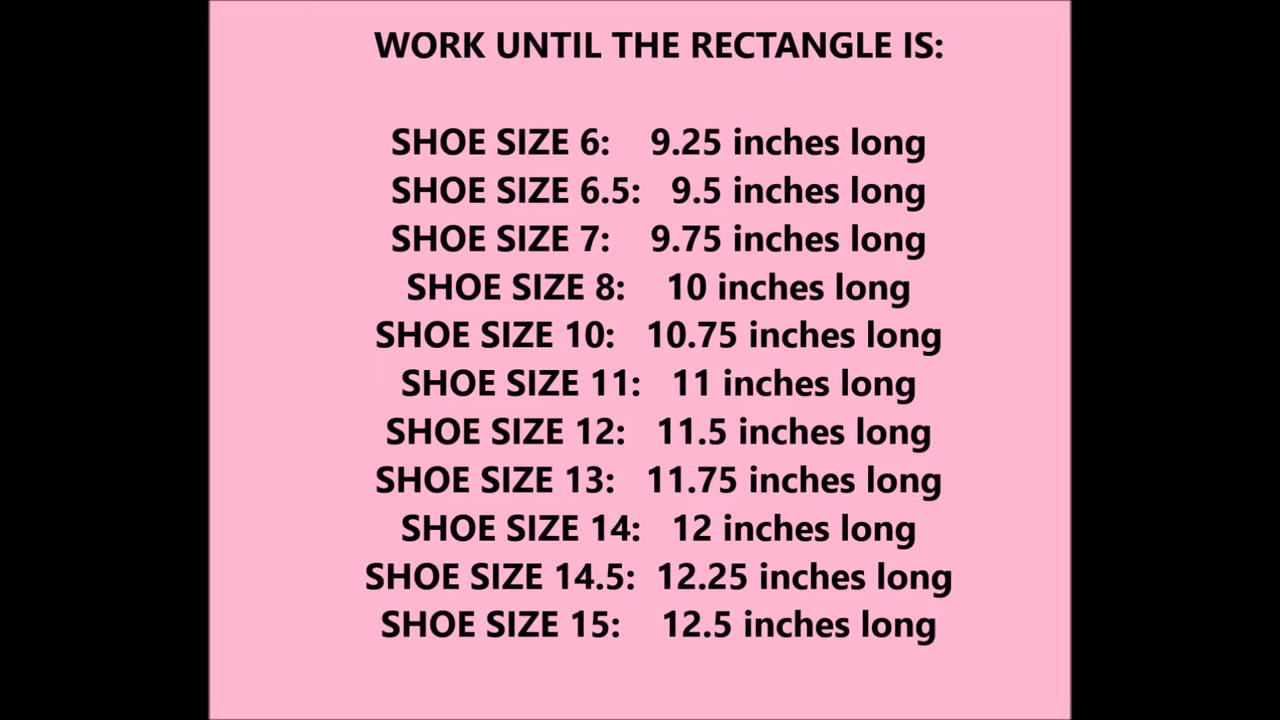 WORK UNTIL THE RECTANGLE IS:
SHOE SIZE 6: 9.25 inches long
SHOE SIZE 6.5: 9.5 inches long
SHOE SIZE 7: 9.75 inches long
SHOE SIZE 8: 10 inches long
SHOE SIZE 10: 10.75 inches long
SHOE SIZE 11: 11 inches long
SHOE SIZE 12: 11.5 inches long
SHOE SIZE 13: 11.75 inches long
SHOE SIZE 14: 12 inches long
SHOE SIZE 14.5: 12.25 inches long
SHOE SIZE 15: 12.5 inches long